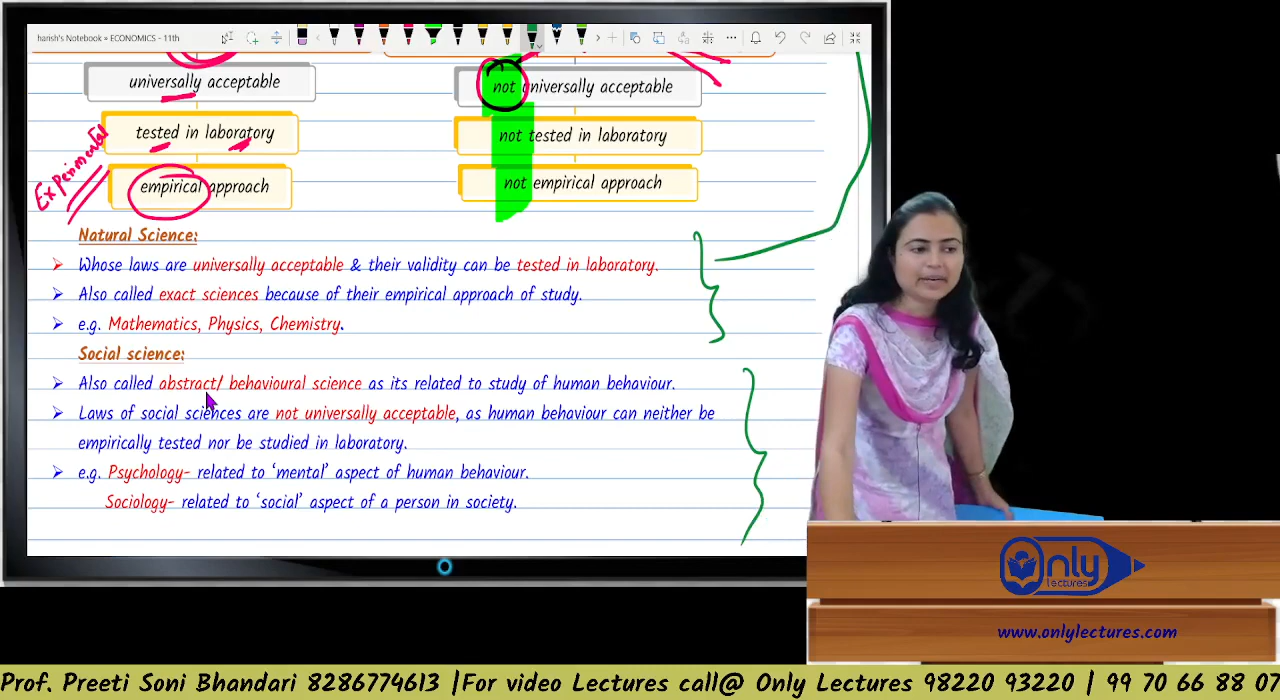 harish's Notebook » ECONOMICS - 11th
universally acceptable
not universally acceptable
tested in laboratory
not tested in laboratory
Experimental
empirical approach
not empirical approach
Natural Science:
Whose laws are universally acceptable & their validity can be tested in laboratory.
Also called exact sciences because of their empirical approach of study.
e.g. Mathematics, Physics, Chemistry.
Social science:
Also called abstract/ behavioural science as its related to study of human behaviour.
Laws of social sciences are not universally acceptable, as human behaviour can neither be
empirically tested nor be studied in laboratory.
e.g. Psychology- related to ‘mental’ aspect of human behaviour.
Sociology- related to ‘social’ aspect of a person in society.
Only
lectures
www.onlylectures.com
Prof. Preeti Soni Bhandari 8286774613 |For video Lectures call@ Only Lectures 98220 93220 | 99 70 66 88 07